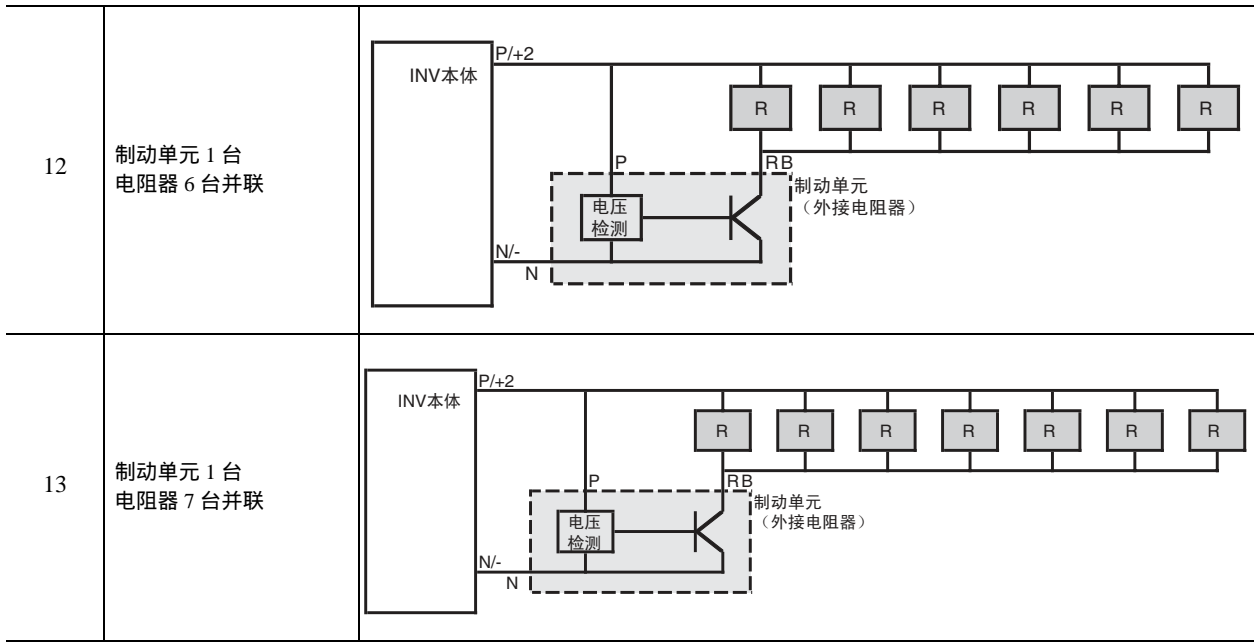 12
制动单元 1 台
电阻器 6 台并联
INV本体
P/+2
R R R R R R
P
RB
制动单元
(外接电阻器)
电压
检测
N/-
N
13
制动单元 1 台
电阻器 7 台并联
INV本体
P/+2
R R R R R R R
P
RB
制动单元
(外接电阻器)
电压
检测
N/-
N